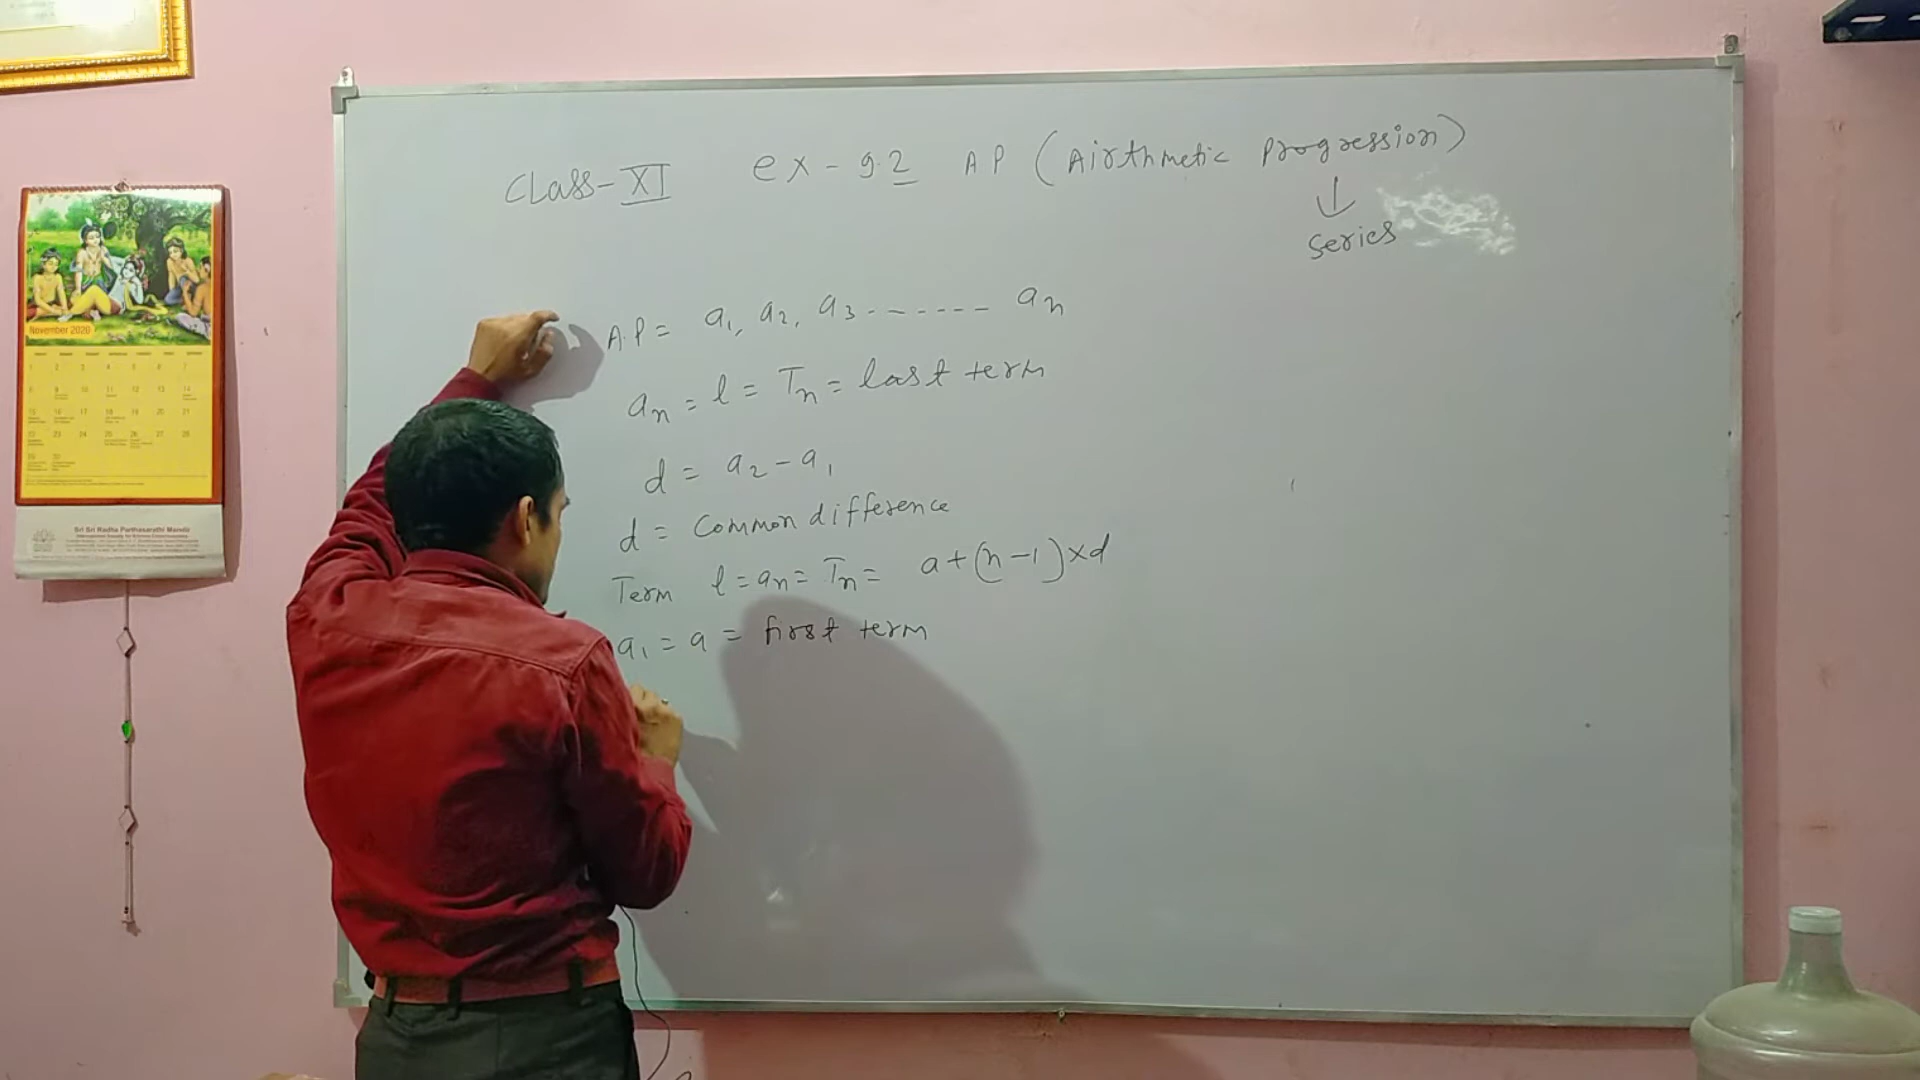 Class-XI ex-9.2 AP (Airthmetic Progression)
↓
series
A.P = a₁, a₂, a₃ ------- aₙ
aₙ = l = Tₙ = last term
d = a₂ - a₁
d = Common difference
Term l = aₙ = Tₙ = a+(n-1)×d
a₁ = a = first term
November 2020
Sri Sri Radha Parthasarathi Mandir